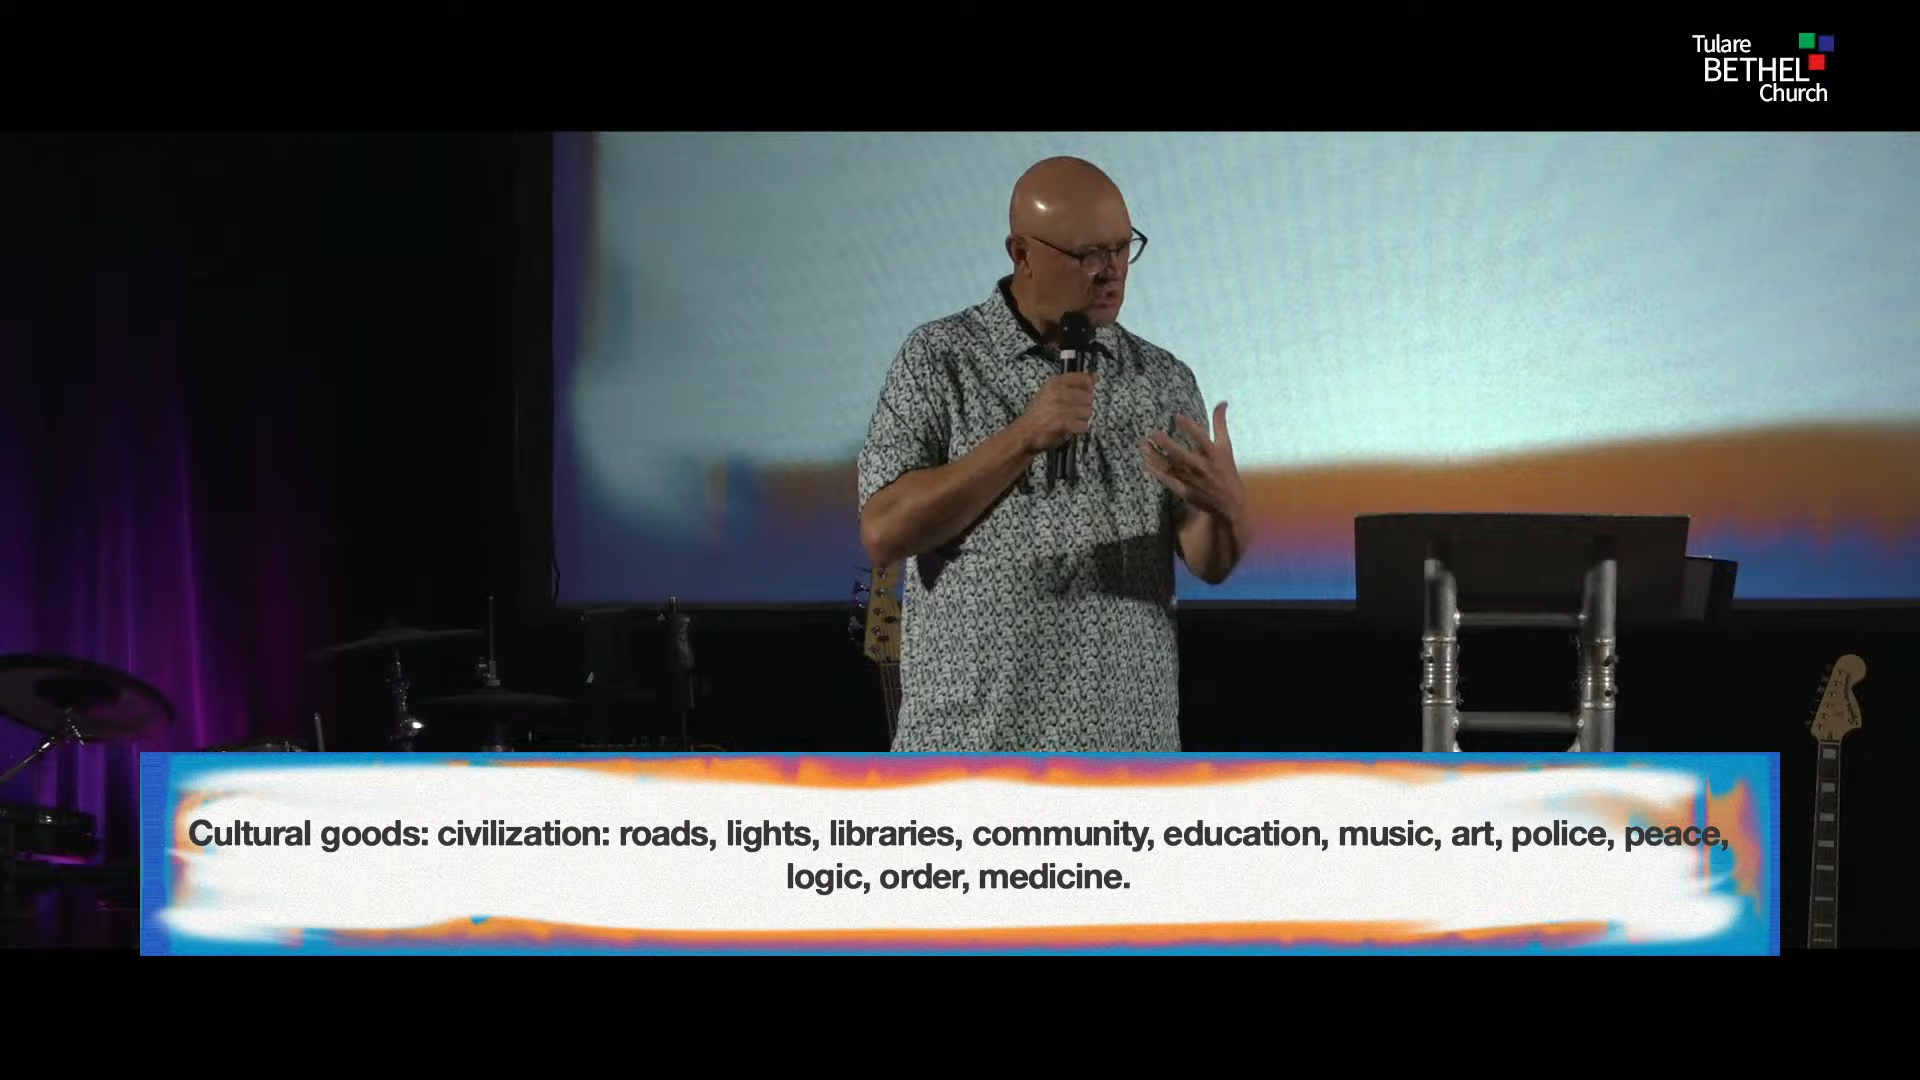 Tulare
BETHEL
Church
Cultural goods: civilization: roads, lights, libraries, community, education, music, art, police, peace,
logic, order, medicine.